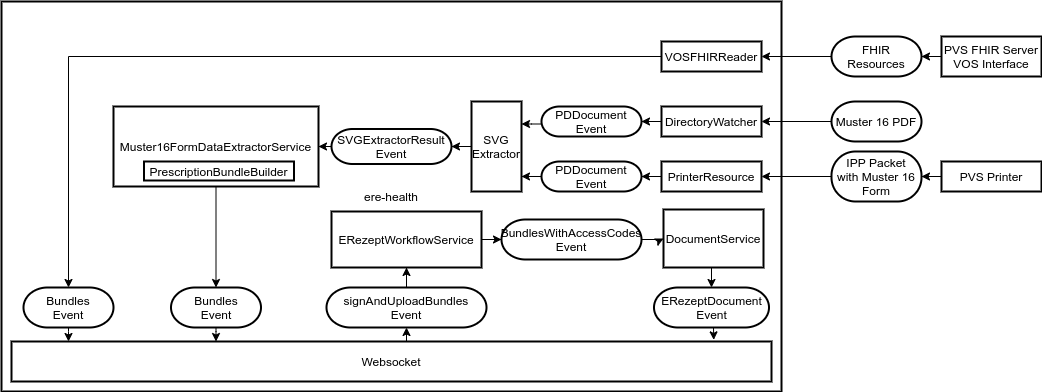 VOSFHIRReader
FHIR
Resources
PVS FHIR Server
VOS Interface
PDDocument
Event
DirectoryWatcher
Muster 16 PDF
Muster16FormDataExtractorService
PrescriptionBundleBuilder
SVGExtractorResult
Event
SVG
Extractor
PDDocument
Event
PrinterResource
IPP Packet
with Muster 16
Form
PVS Printer
ere-health
ERezeptWorkflowService
BundlesWithAccessCodes
Event
DocumentService
Bundles
Event
Bundles
Event
signAndUploadBundles
Event
ERezeptDocument
Event
Websocket